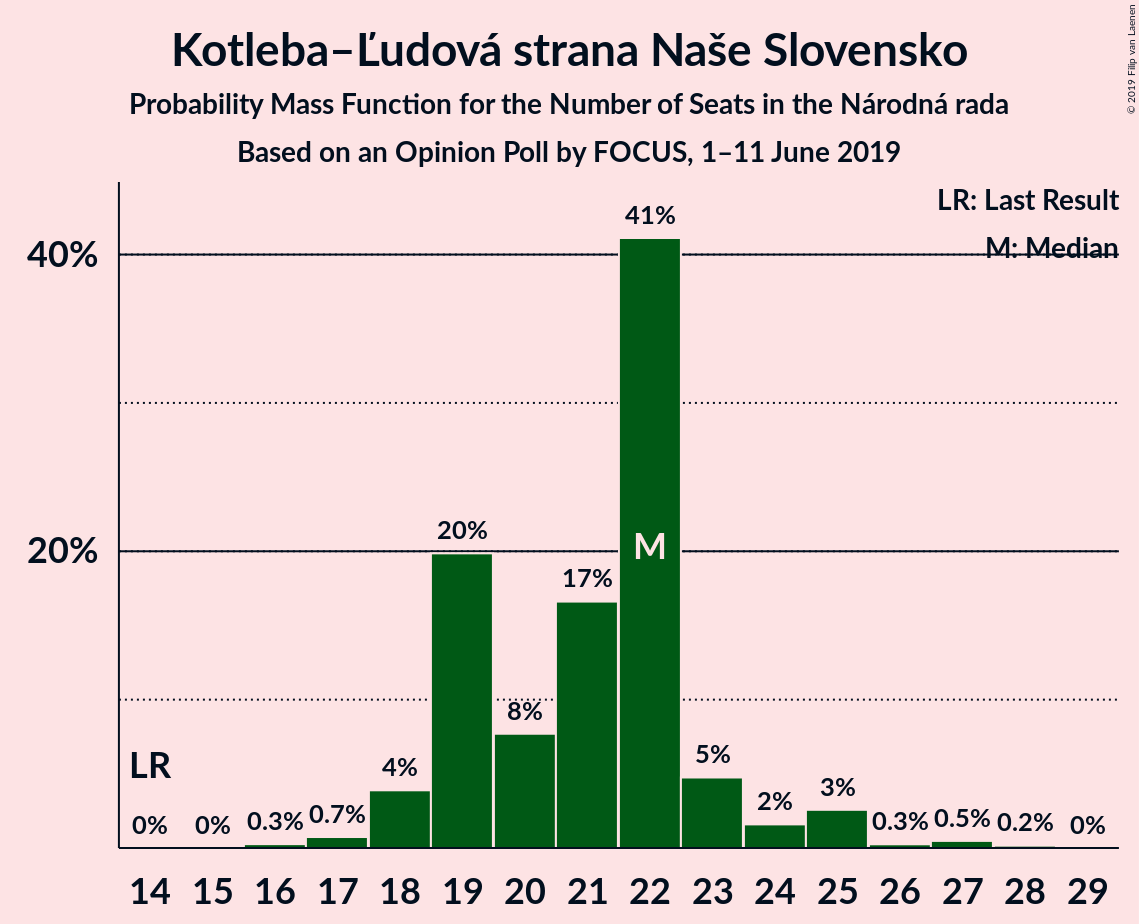 Kotleba–Ľudová strana Naše Slovensko
Probability Mass Function for the Number of Seats in the Národná rada
Based on an Opinion Poll by FOCUS, 1–11 June 2019
© 2019 Filip van Laenen
LR: Last Result
M: Median
40%
20%
41%
20%
17%
8%
4%
5%
3%
2%
0%
0%
0.3%
0.7%
0.3%
0.5%
0.2%
0%
LR
M
14 15 16 17 18 19 20 21 22 23 24 25 26 27 28 29